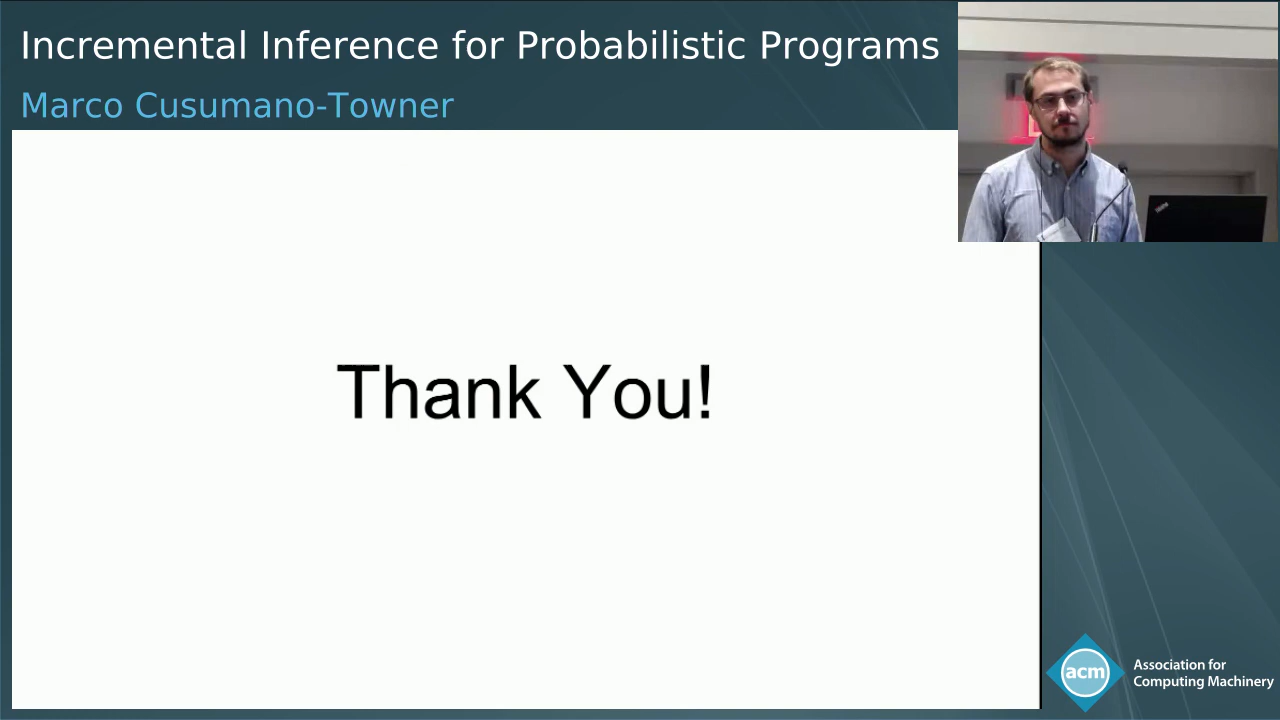 Incremental Inference for Probabilistic Programs
Marco Cusumano-Towner
Thank You!
acm
Association for
Computing Machinery